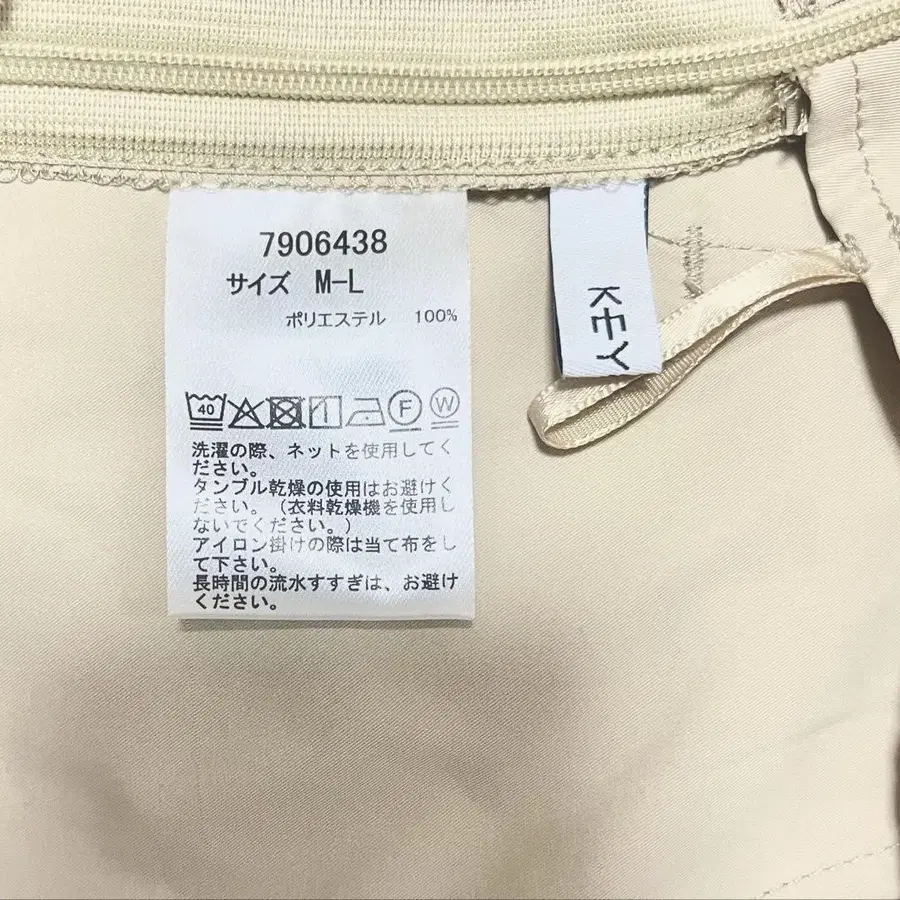 7906438
サイズ M-L
ポリエステル 100%
40
F
W
洗濯の際、ネットを使用してく
ださい。
タンブル乾燥の使用はお避けく
ださい。(衣料乾燥機を使用し
ないでください。)
アイロン掛けの際は当て布をし
て下さい。
長時間の流水すすぎは、お避け
ください。
KEY